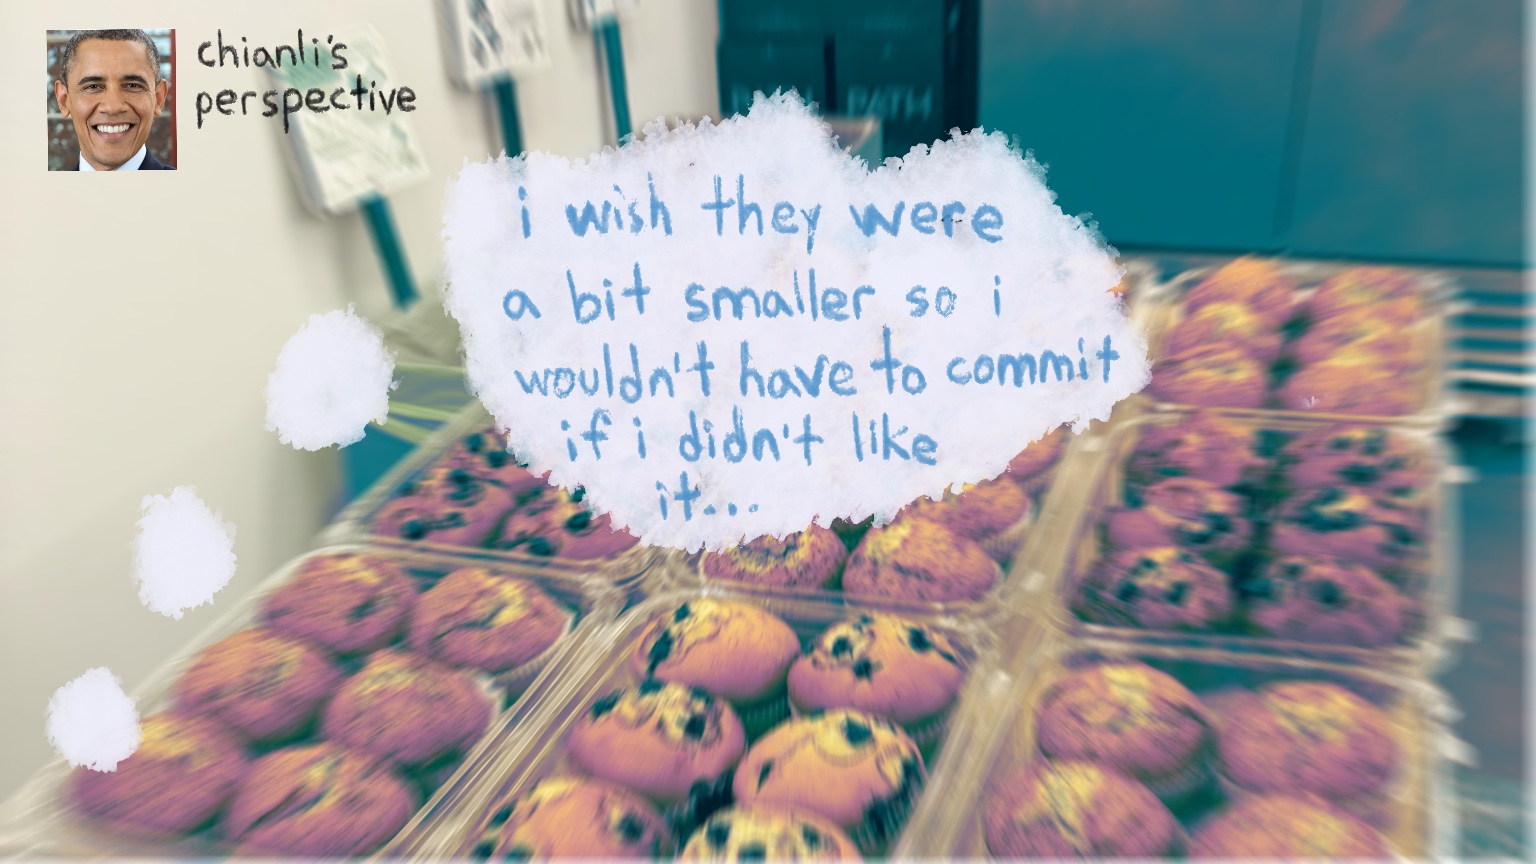 chianli's
perspective
i wish they were
a bit smaller so i
wouldn't have to commit
if i didn't like
it...